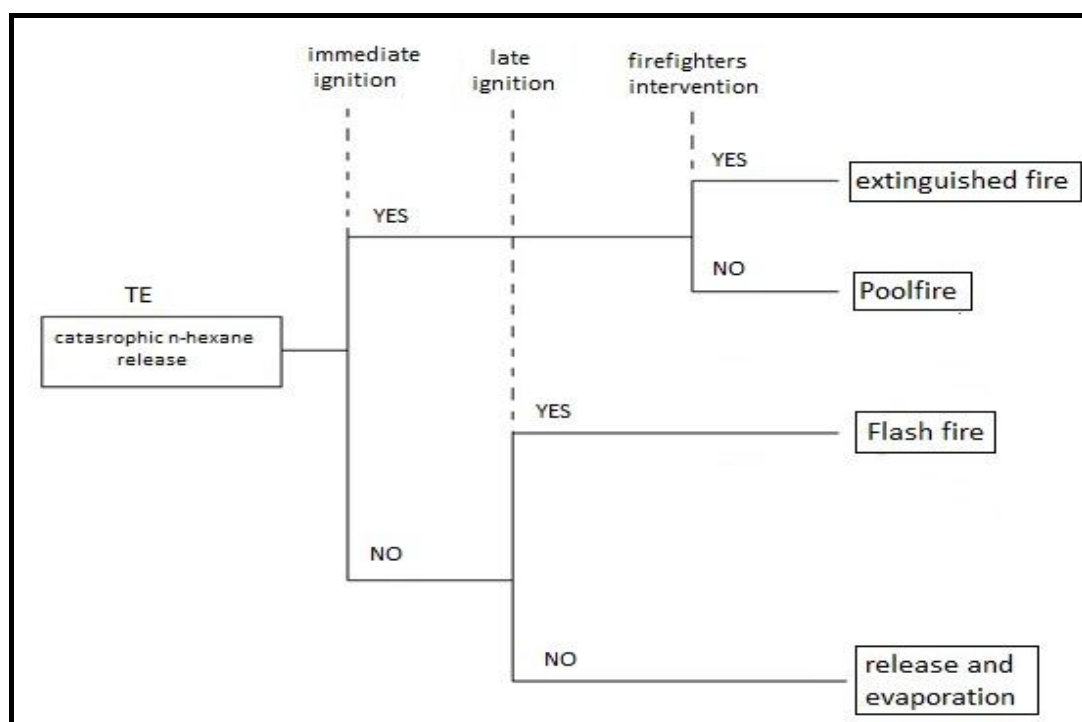 immediate
ignition
late
ignition
firefighters
intervention
YES
extinguished fire
YES
NO
Poolfire
TE
catasrophic n-hexane
release
YES
Flash fire
NO
NO
release and
evaporation